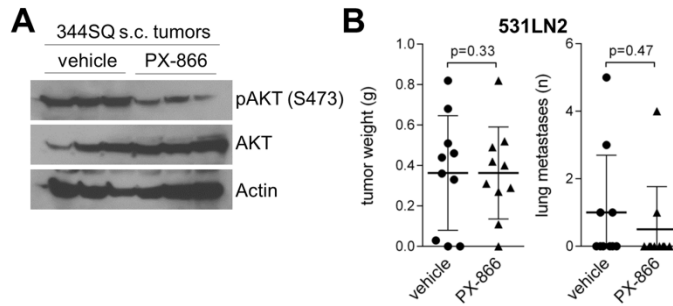 A
344SQ s.c. tumors
vehicle PX-866
pAKT (S473)
AKT
Actin
B
531LN2
p=0.33
tumor weight (g)
1.0
0.8
0.6
0.4
0.2
0.0
vehicle
PX-866
p=0.47
lung metastases (n)
6
4
2
0
vehicle
PX-866